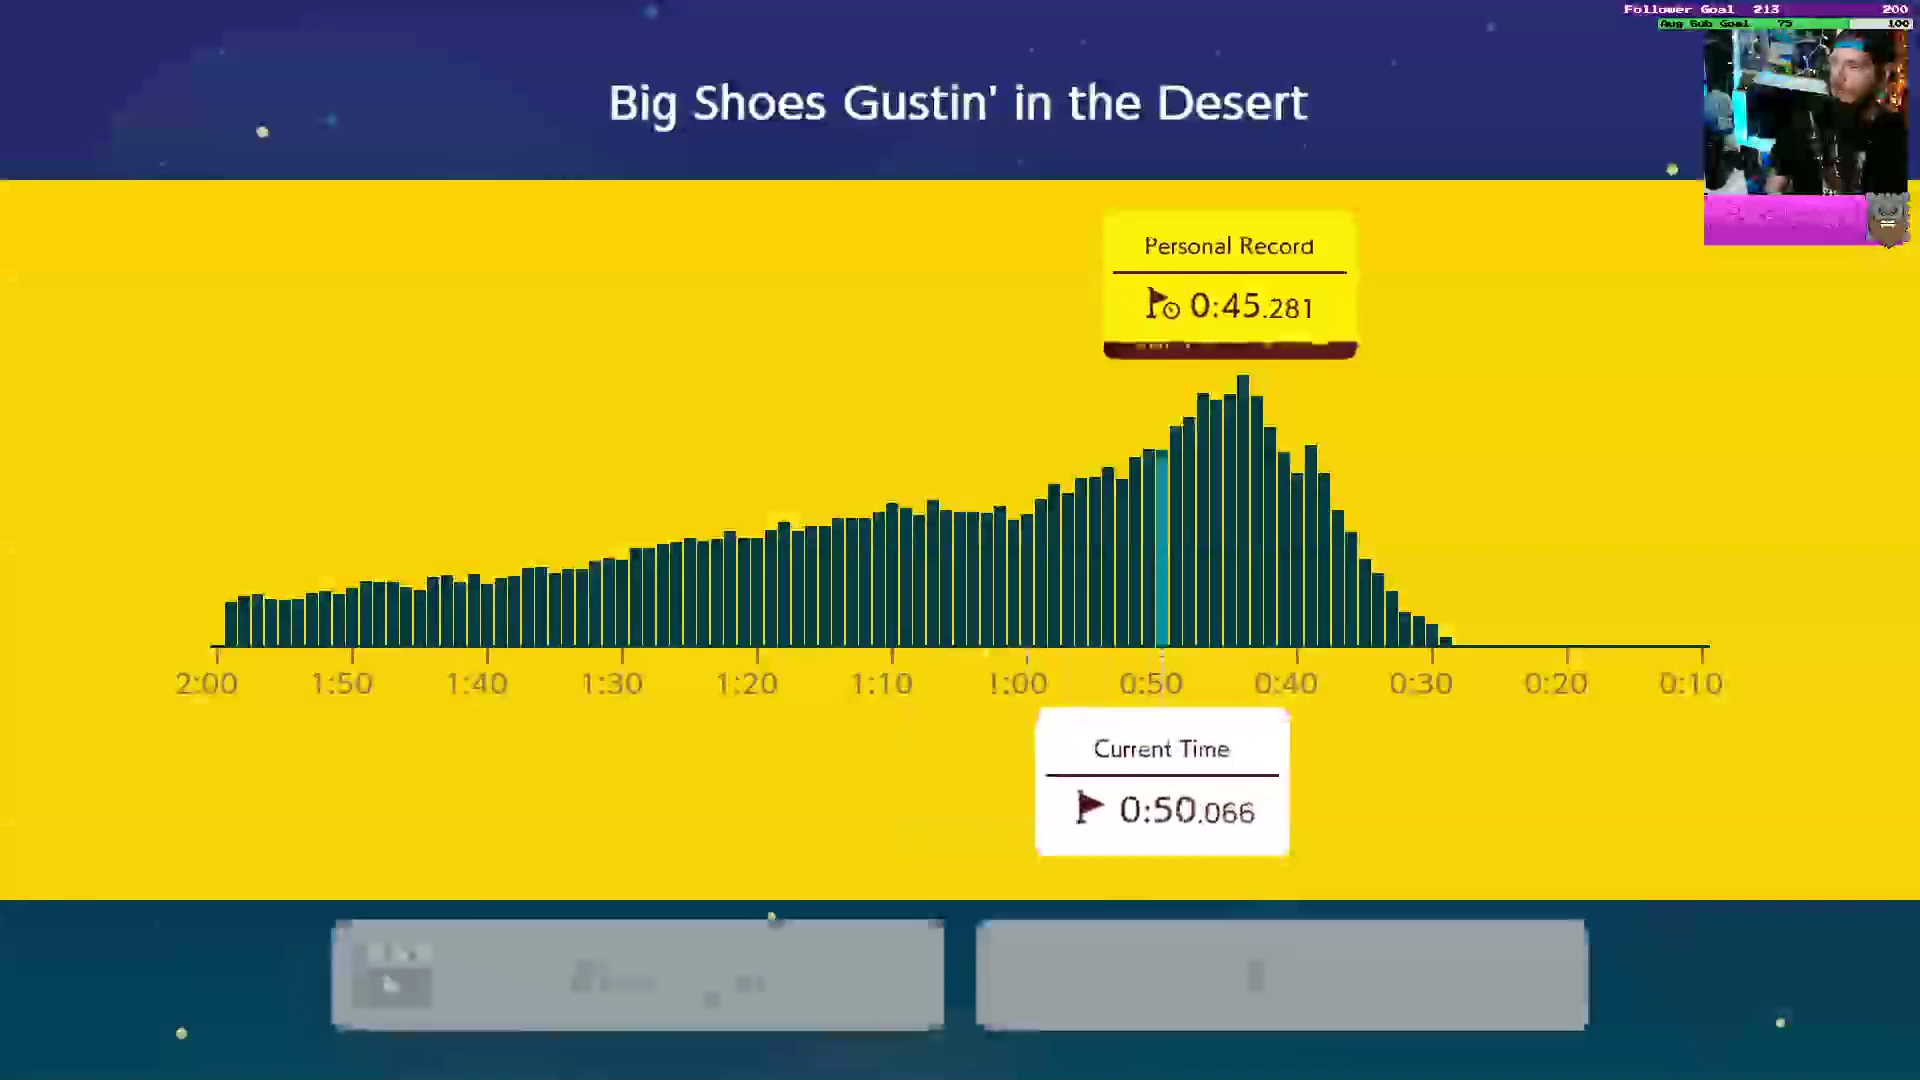 Follower Goal 213 200
Aug Sub Goal 75 100
Big Shoes Gustin' in the Desert
Personal Record
0:45.281
2:00 1:50 1:40 1:30 1:20 1:10 1:00 0:50 0:40 0:30 0:20 0:10
Current Time
0:50.066